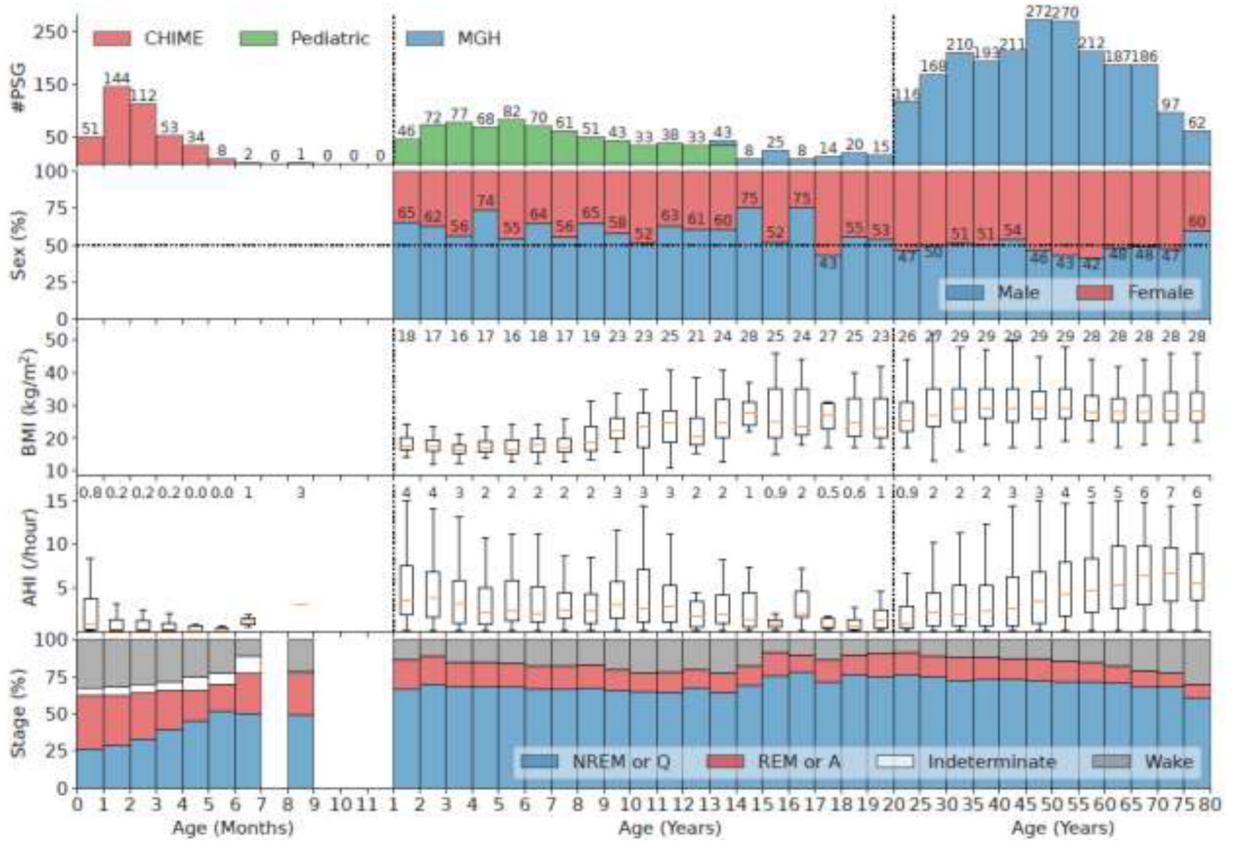 CHIME Pediatric MGH
#PSG
250
150
50
51 144 112 53 34 8 2 0 1 0 0 0 46 72 77 68 82 70 61 51 43 33 38 33 43 8 25 8 14 20 15 116 168 210 193 211 272 270 212 187 186 97 62
Sex (%)
100
75
50
25
0
65 62 56 74 55 64 56 65 58 52 63 61 60 75 52 75 43 55 53 47 50 51 51 54 46 43 42 48 48 47 60
Male Female
BMI (kg/m²)
50
40
30
20
10
18 17 16 17 16 18 17 19 23 23 25 21 24 28 25 24 27 25 23 26 27 29 29 29 29 29 28 28 28 28 28
AHI (/hour)
15
10
5
0.8 0.2 0.2 0.2 0.0 0.0 1 3 4 4 3 2 2 2 2 2 3 3 3 2 2 1 0.9 2 0.5 0.6 1 0.9 2 2 2 3 3 4 5 5 6 7 6
Stage (%)
100
75
50
25
0
NREM or Q REM or A Indeterminate Wake
0 1 2 3 4 5 6 7 8 9 10 11 1 2 3 4 5 6 7 8 9 10 11 12 13 14 15 16 17 18 19 20 25 30 35 40 45 50 55 60 65 70 75 80
Age (Months) Age (Years) Age (Years)